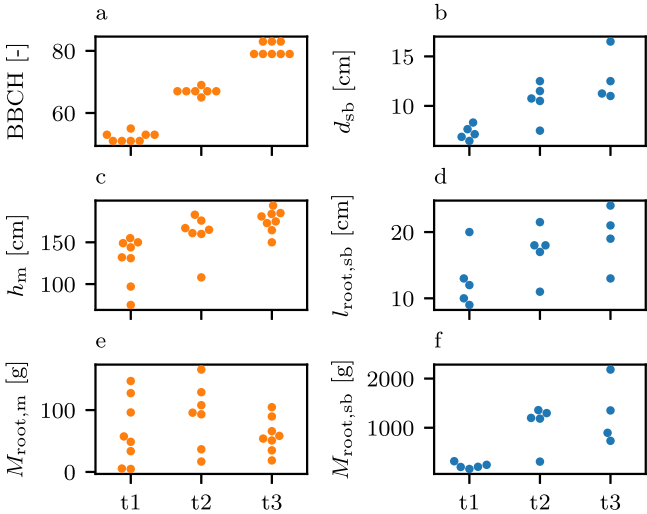 a
b
BBCH [-]
80
60
d_sb [cm]
15
10
c
d
h_m [cm]
150
100
l_root,sb [cm]
20
10
e
f
M_root,m [g]
100
0
M_root,sb [g]
2000
1000
t1 t2 t3
t1 t2 t3